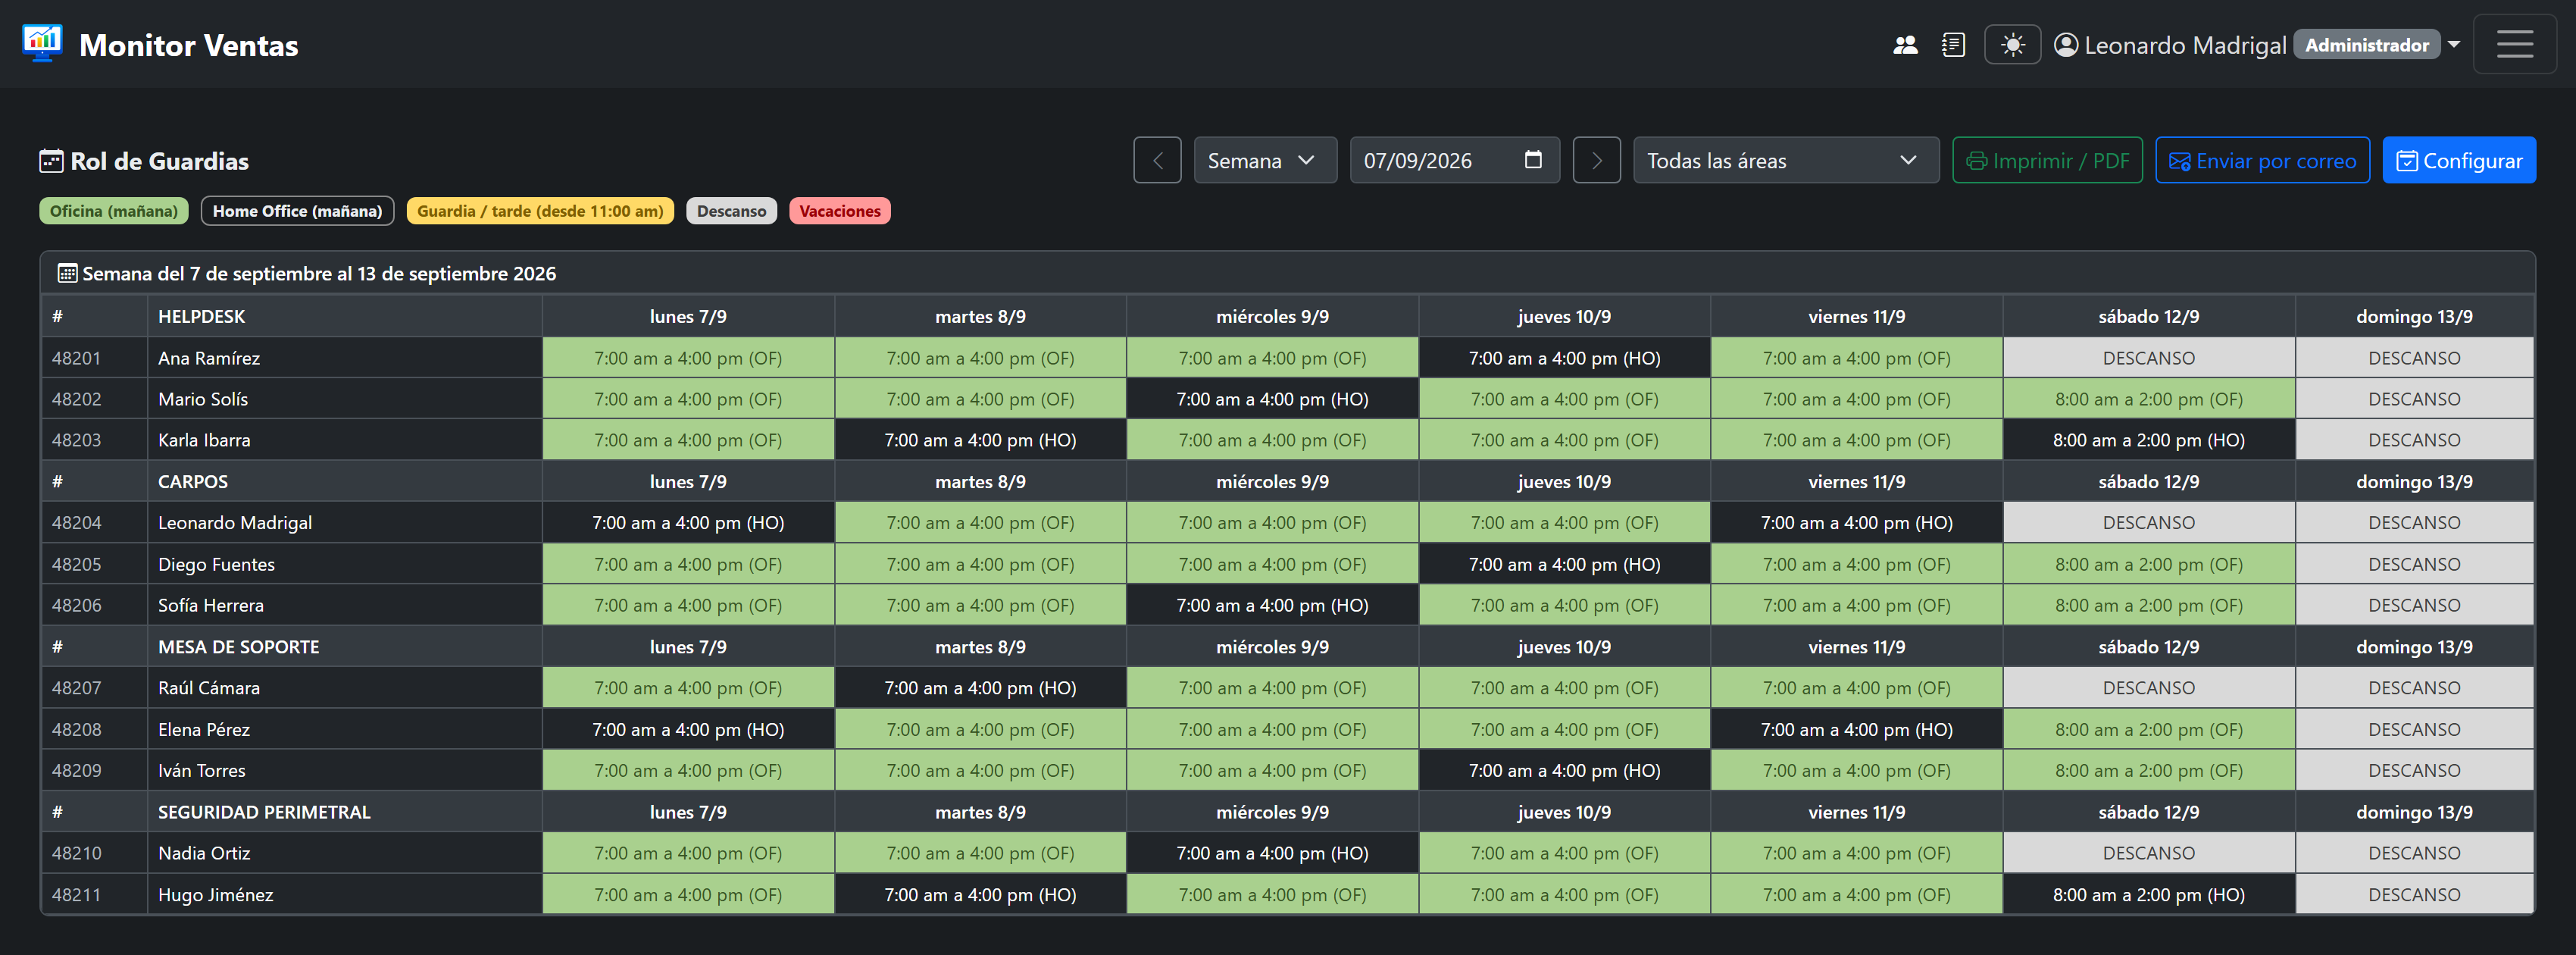 Monitor Ventas
Leonardo Madrigal Administrador
Rol de Guardias
Semana 07/09/2026 Todas las áreas Imprimir / PDF Enviar por correo Configurar
Oficina (mañana) Home Office (mañana) Guardia / tarde (desde 11:00 am) Descanso Vacaciones
Semana del 7 de septiembre al 13 de septiembre 2026
# HELPDESK lunes 7/9 martes 8/9 miércoles 9/9 jueves 10/9 viernes 11/9 sábado 12/9 domingo 13/9
48201 Ana Ramírez 7:00 am a 4:00 pm (OF) 7:00 am a 4:00 pm (OF) 7:00 am a 4:00 pm (OF) 7:00 am a 4:00 pm (HO) 7:00 am a 4:00 pm (OF) DESCANSO DESCANSO
48202 Mario Solís 7:00 am a 4:00 pm (OF) 7:00 am a 4:00 pm (OF) 7:00 am a 4:00 pm (HO) 7:00 am a 4:00 pm (OF) 7:00 am a 4:00 pm (OF) 8:00 am a 2:00 pm (OF) DESCANSO
48203 Karla Ibarra 7:00 am a 4:00 pm (OF) 7:00 am a 4:00 pm (HO) 7:00 am a 4:00 pm (OF) 7:00 am a 4:00 pm (OF) 7:00 am a 4:00 pm (OF) 8:00 am a 2:00 pm (HO) DESCANSO
# CARPOS lunes 7/9 martes 8/9 miércoles 9/9 jueves 10/9 viernes 11/9 sábado 12/9 domingo 13/9
48204 Leonardo Madrigal 7:00 am a 4:00 pm (HO) 7:00 am a 4:00 pm (OF) 7:00 am a 4:00 pm (OF) 7:00 am a 4:00 pm (OF) 7:00 am a 4:00 pm (HO) DESCANSO DESCANSO
48205 Diego Fuentes 7:00 am a 4:00 pm (OF) 7:00 am a 4:00 pm (OF) 7:00 am a 4:00 pm (OF) 7:00 am a 4:00 pm (HO) 7:00 am a 4:00 pm (OF) 8:00 am a 2:00 pm (OF) DESCANSO
48206 Sofía Herrera 7:00 am a 4:00 pm (OF) 7:00 am a 4:00 pm (OF) 7:00 am a 4:00 pm (HO) 7:00 am a 4:00 pm (OF) 7:00 am a 4:00 pm (OF) 8:00 am a 2:00 pm (OF) DESCANSO
# MESA DE SOPORTE lunes 7/9 martes 8/9 miércoles 9/9 jueves 10/9 viernes 11/9 sábado 12/9 domingo 13/9
48207 Raúl Cámara 7:00 am a 4:00 pm (OF) 7:00 am a 4:00 pm (HO) 7:00 am a 4:00 pm (OF) 7:00 am a 4:00 pm (OF) 7:00 am a 4:00 pm (OF) DESCANSO DESCANSO
48208 Elena Pérez 7:00 am a 4:00 pm (HO) 7:00 am a 4:00 pm (OF) 7:00 am a 4:00 pm (OF) 7:00 am a 4:00 pm (OF) 7:00 am a 4:00 pm (HO) 8:00 am a 2:00 pm (OF) DESCANSO
48209 Iván Torres 7:00 am a 4:00 pm (OF) 7:00 am a 4:00 pm (OF) 7:00 am a 4:00 pm (OF) 7:00 am a 4:00 pm (HO) 7:00 am a 4:00 pm (OF) 8:00 am a 2:00 pm (OF) DESCANSO
# SEGURIDAD PERIMETRAL lunes 7/9 martes 8/9 miércoles 9/9 jueves 10/9 viernes 11/9 sábado 12/9 domingo 13/9
48210 Nadia Ortiz 7:00 am a 4:00 pm (OF) 7:00 am a 4:00 pm (OF) 7:00 am a 4:00 pm (HO) 7:00 am a 4:00 pm (OF) 7:00 am a 4:00 pm (OF) DESCANSO DESCANSO
48211 Hugo Jiménez 7:00 am a 4:00 pm (OF) 7:00 am a 4:00 pm (HO) 7:00 am a 4:00 pm (OF) 7:00 am a 4:00 pm (OF) 7:00 am a 4:00 pm (OF) 8:00 am a 2:00 pm (HO) DESCANSO